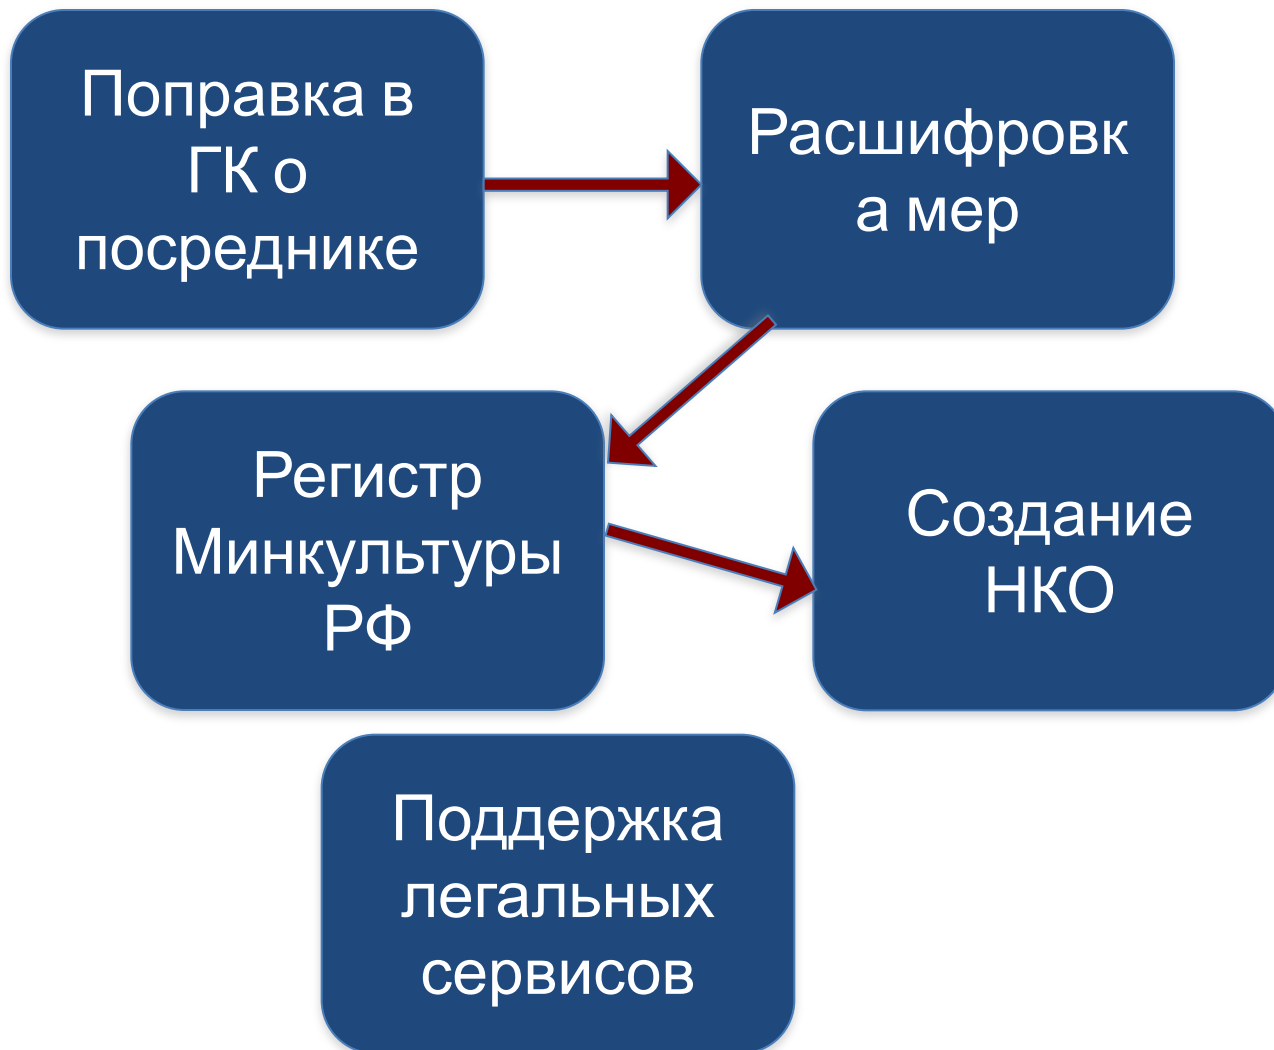 Поправка в
ГК о
посреднике
Расшифровк
а мер
Регистр
Минкультуры
РФ
Создание
НКО
Поддержка
легальных
сервисов